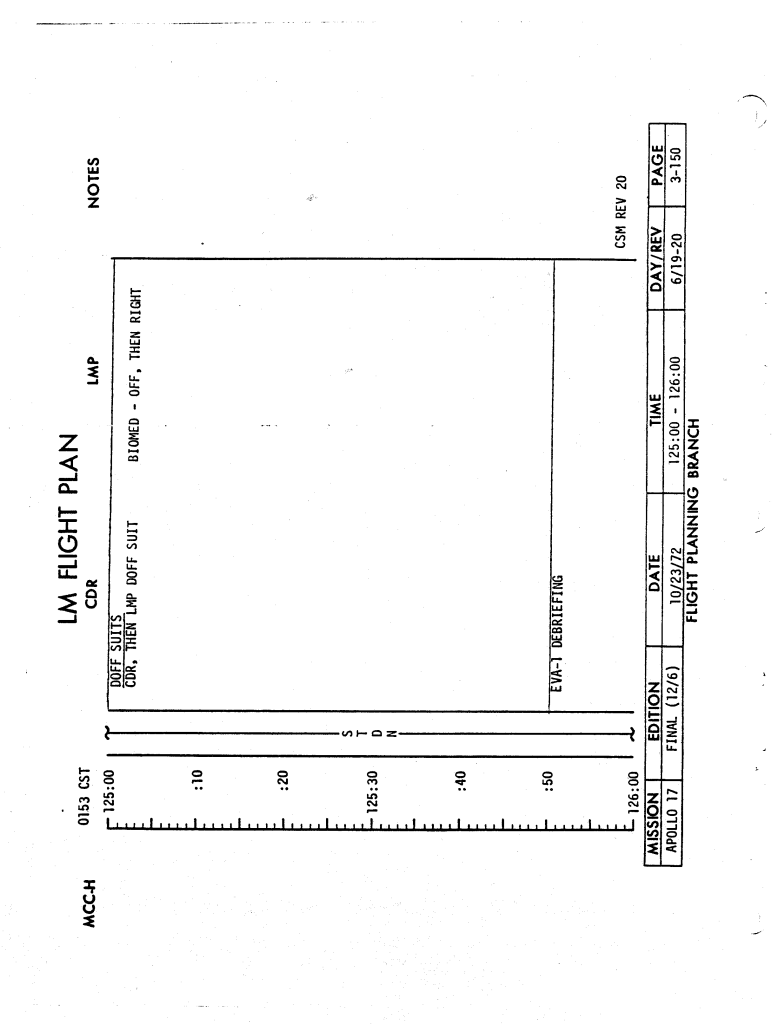 LM FLIGHT PLAN
MCC-H 0153 CST CDR LMP NOTES
125:00
DOFF SUITS
CDR, THEN LMP DOFF SUIT BIOMED - OFF, THEN RIGHT
:10
:20
125:30
S
T
D
N
:40
:50
EVA-1 DEBRIEFING
CSM REV 20
126:00
MISSION EDITION DATE TIME DAY/REV PAGE
APOLLO 17 FINAL (12/6) 10/23/72 125:00 - 126:00 6/19-20 3-150
FLIGHT PLANNING BRANCH